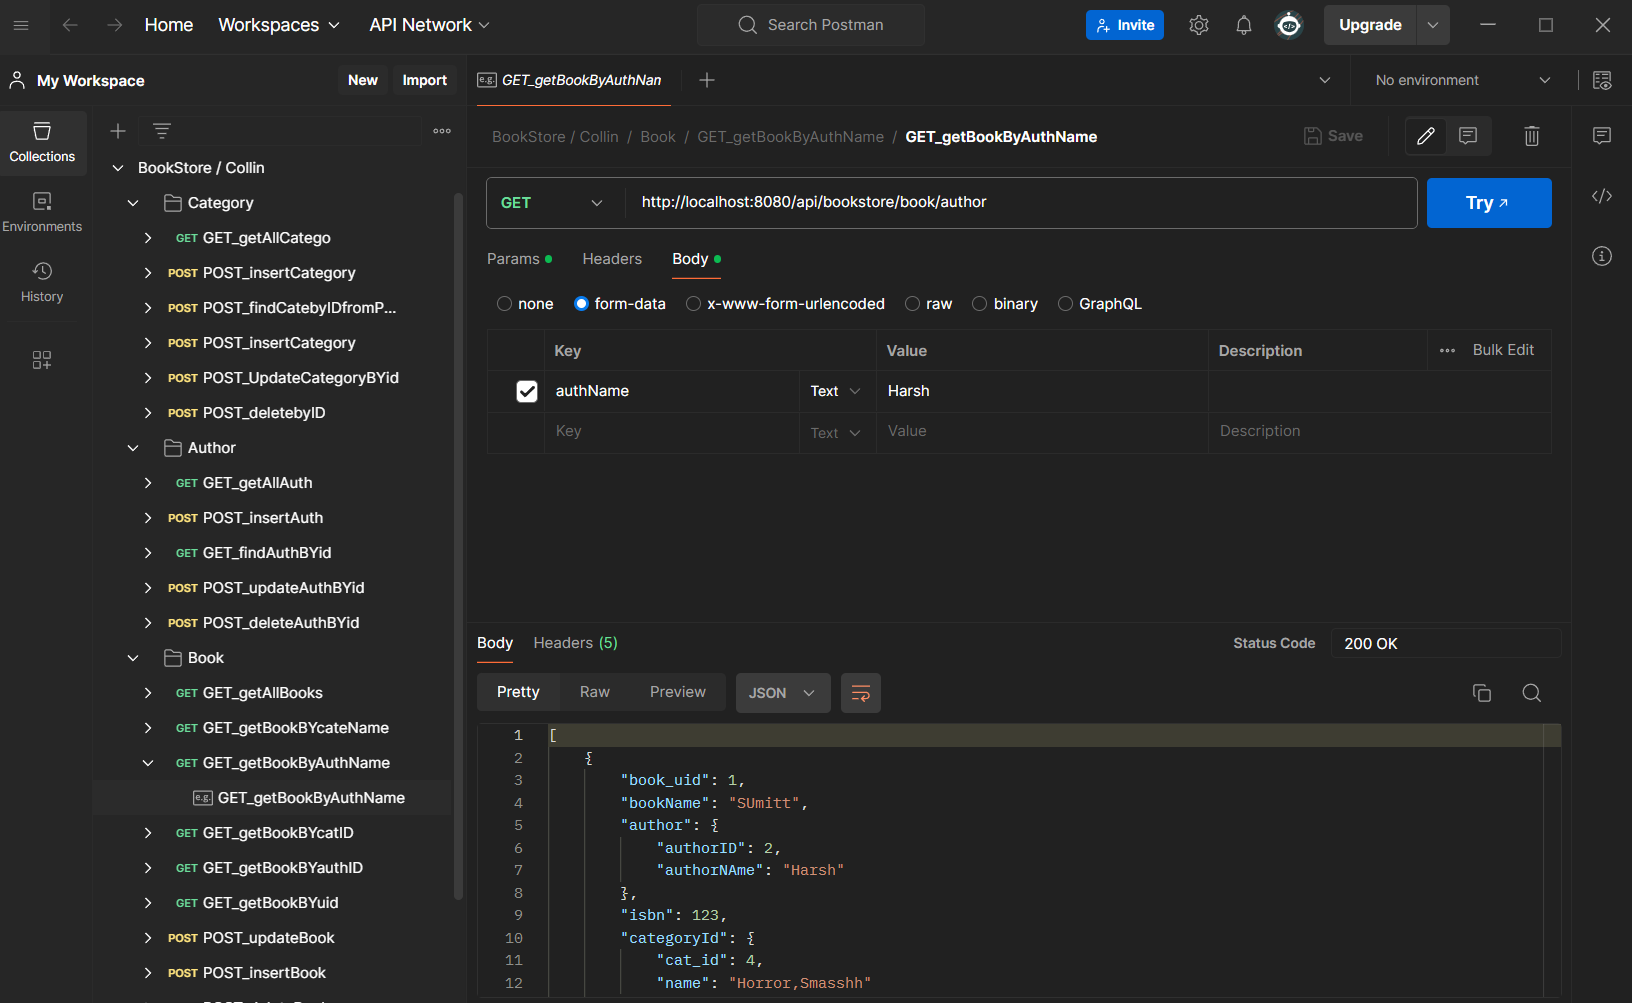 Home
Workspaces
API Network
Search Postman
Invite
Upgrade
My Workspace
New
Import
e.g. GET_getBookByAuthNan
No environment
Collections
Environments
History
BookStore / Collin
Category
GET GET_getAllCatego
POST POST_insertCategory
POST POST_findCatebyIDfromP...
POST POST_insertCategory
POST POST_UpdateCategoryBYid
POST POST_deletebyID
Author
GET GET_getAllAuth
POST POST_insertAuth
GET GET_findAuthBYid
POST POST_updateAuthBYid
POST POST_deleteAuthBYid
Book
GET GET_getAllBooks
GET GET_getBookBYcateName
GET GET_getBookByAuthName
e.g. GET_getBookByAuthName
GET GET_getBookBYcatID
GET GET_getBookBYauthID
GET GET_getBookBYuid
POST POST_updateBook
POST POST_insertBook
BookStore / Collin / Book / GET_getBookByAuthName / GET_getBookByAuthName
Save
GET http://localhost:8080/api/bookstore/book/author
Try
Params Headers Body
none form-data x-www-form-urlencoded raw binary GraphQL
Key Value Description Bulk Edit
authName Text Harsh
Key Text Value Description
Body Headers (5) Status Code 200 OK
Pretty Raw Preview JSON
1 [
2 {
3 "book_uid": 1,
4 "bookName": "SUmitt",
5 "author": {
6 "authorID": 2,
7 "authorNAme": "Harsh"
8 },
9 "isbn": 123,
10 "categoryId": {
11 "cat_id": 4,
12 "name": "Horror,Smasshh"